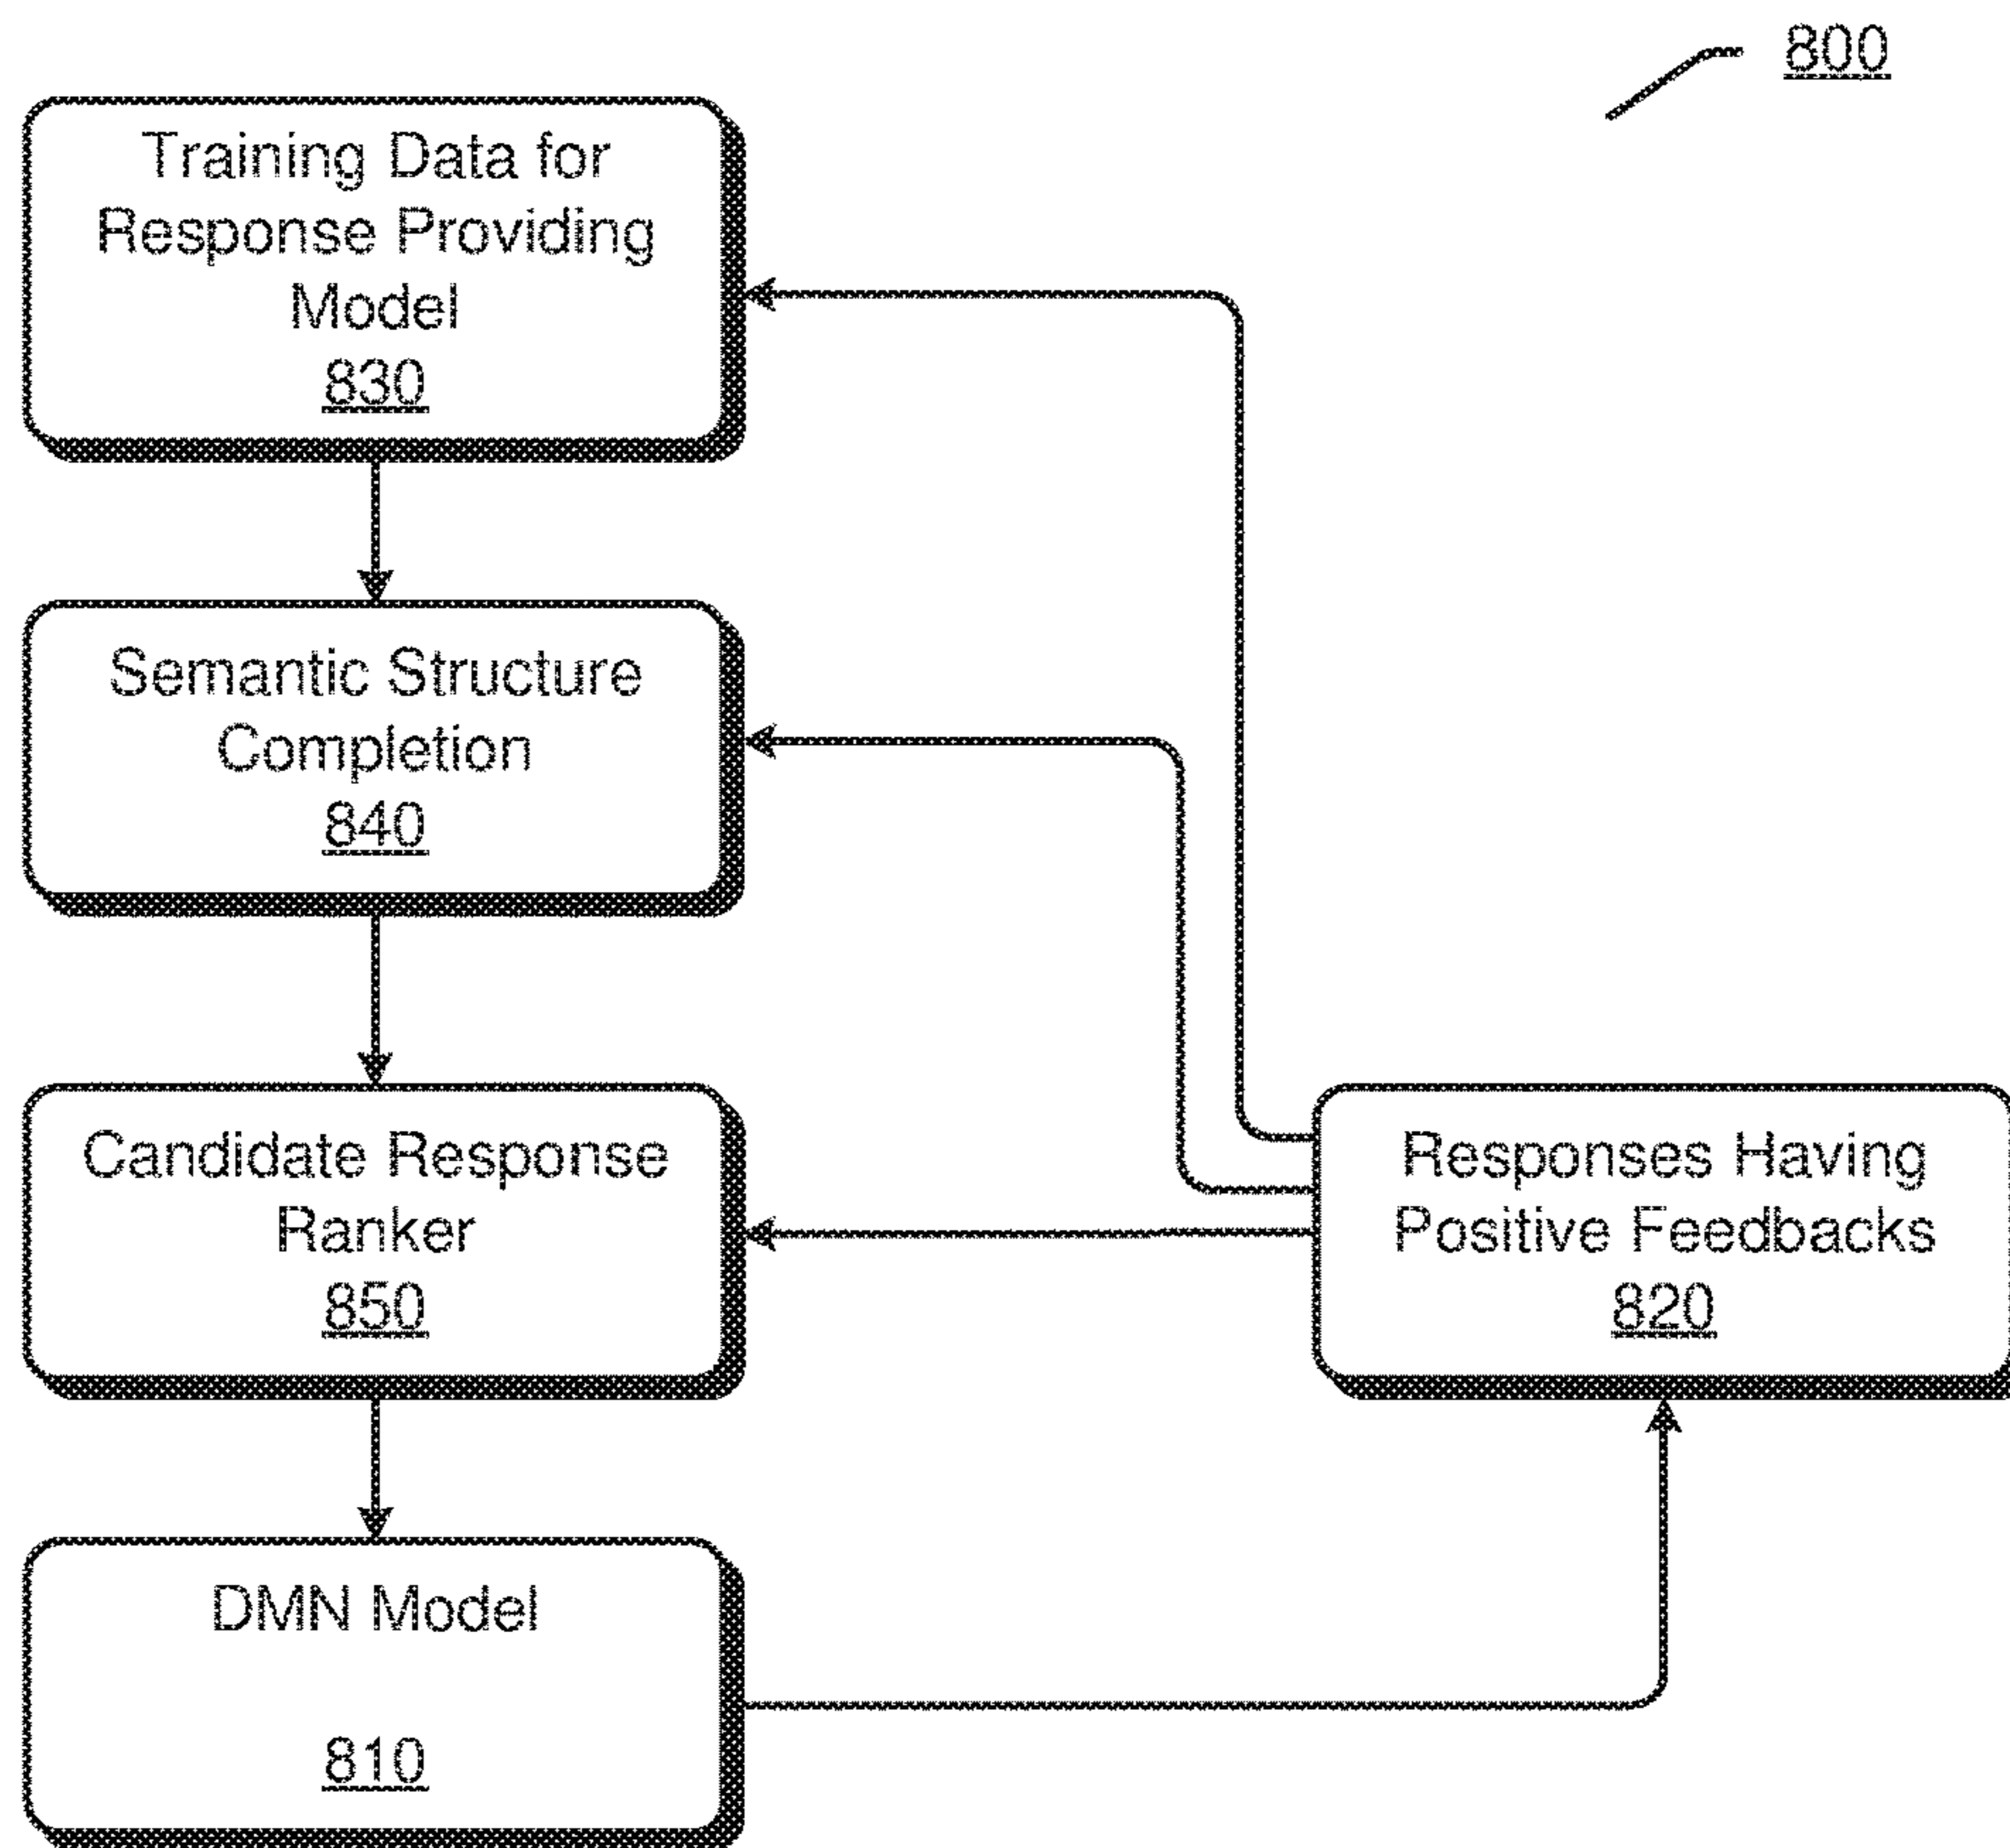 800
Training Data for
Response Providing
Model
830
Semantic Structure
Completion
840
Candidate Response
Ranker
850
Responses Having
Positive Feedbacks
820
DMN Model
810